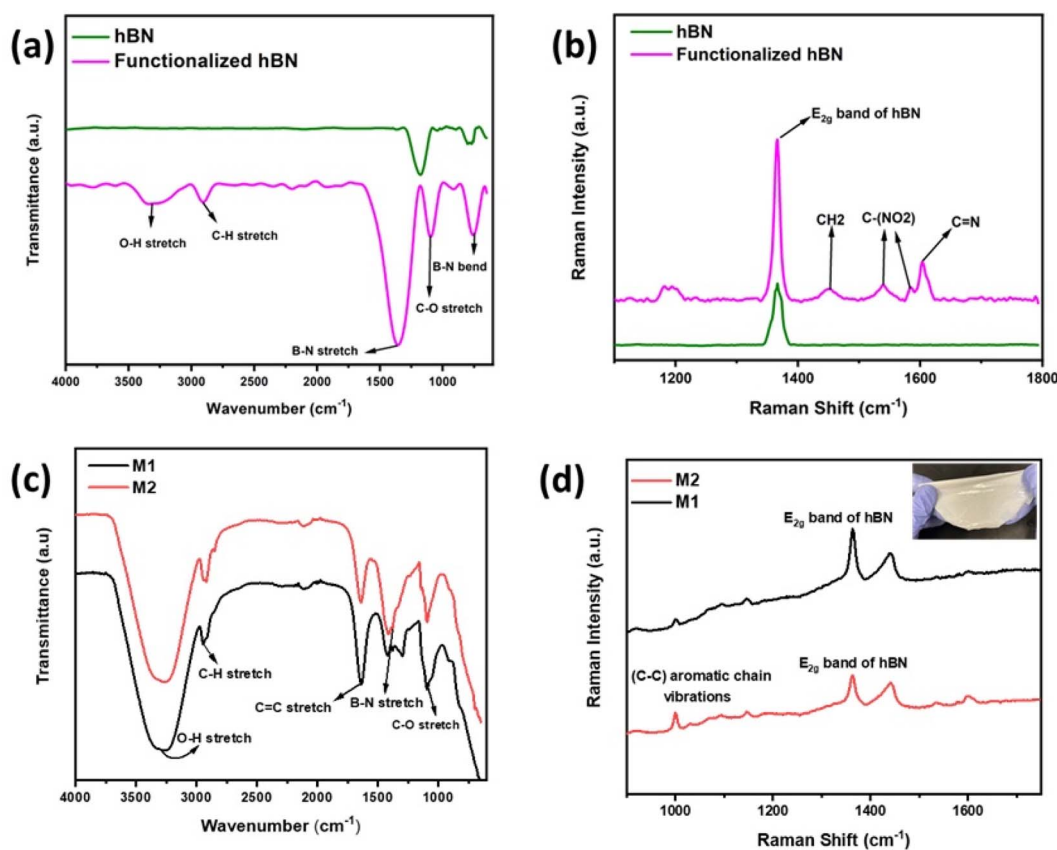 (a)
hBN
Functionalized hBN
Transmittance (a.u.)
O-H stretch
C-H stretch
B-N bend
C-O stretch
B-N stretch
4000 3500 3000 2500 2000 1500 1000
Wavenumber (cm-1)
(b)
hBN
Functionalized hBN
Raman Intensity (a.u.)
E2g band of hBN
CH2
C-(NO2)
C=N
1200 1400 1600 1800
Raman Shift (cm-1)
(c)
M1
M2
Transmittance (a.u)
C-H stretch
C=C stretch
B-N stretch
C-O stretch
O-H stretch
4000 3500 3000 2500 2000 1500 1000
Wavenumber (cm-1)
(d)
M2
M1
Raman Intensity (a.u.)
E2g band of hBN
(C-C) aromatic chain
vibrations
E2g band of hBN
1000 1200 1400 1600
Raman Shift (cm-1)